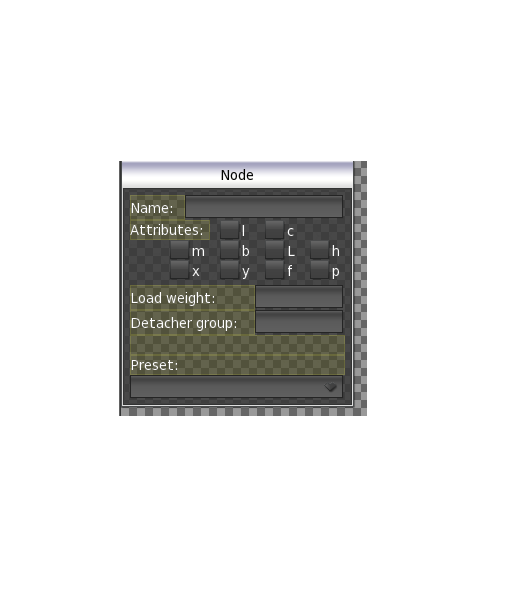 Node
Name:
Attributes: l c
m b L h
x y f p
Load weight:
Detacher group:
Preset: